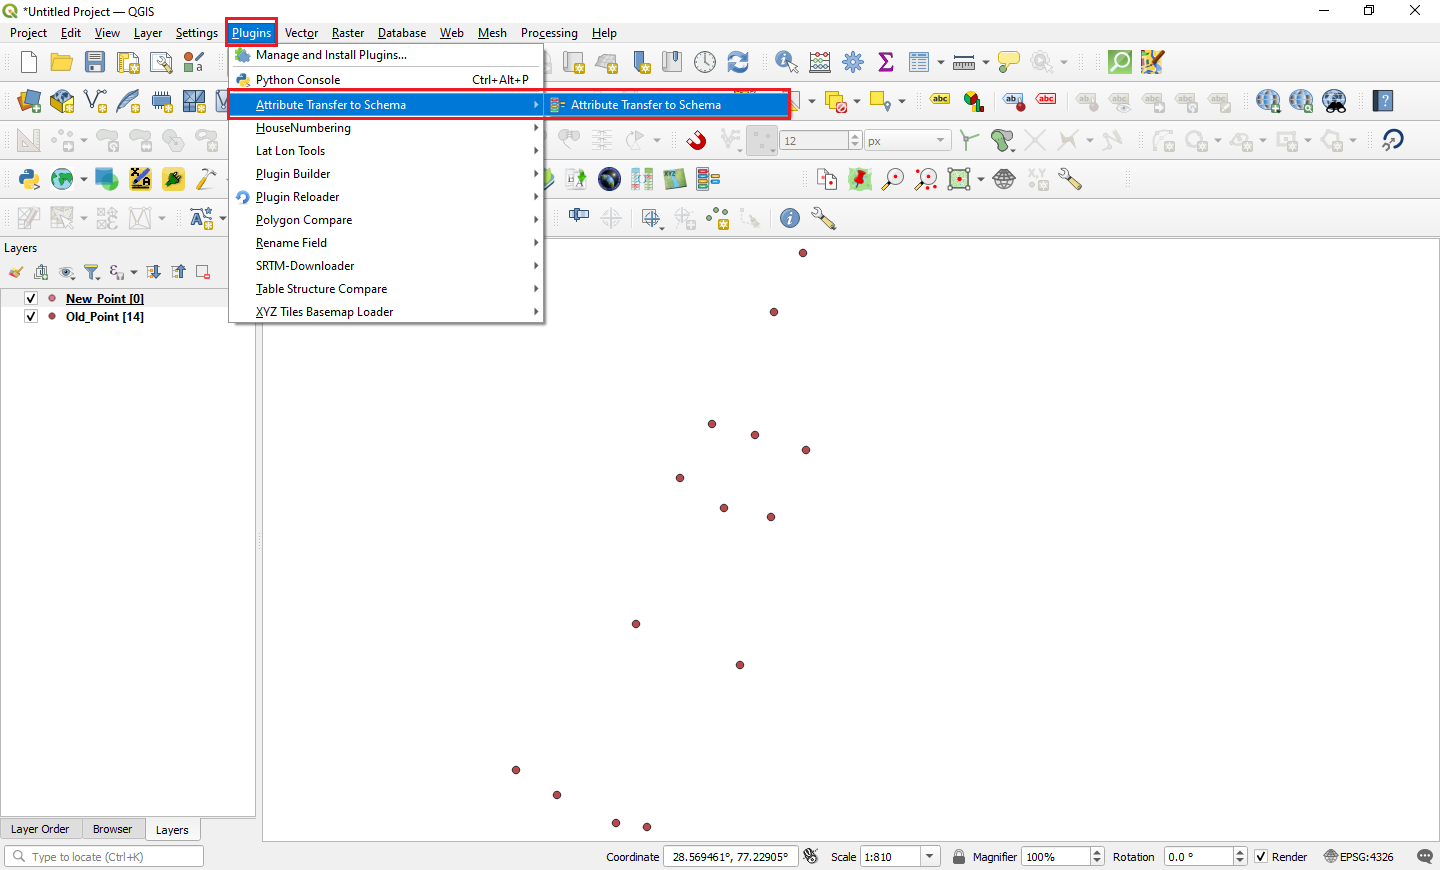 *Untitled Project — QGIS
Project Edit View Layer Settings Plugins Vector Raster Database Web Mesh Processing Help
Manage and Install Plugins...
Python Console Ctrl+Alt+P
Attribute Transfer to Schema
Attribute Transfer to Schema
HouseNumbering
Lat Lon Tools
Plugin Builder
Plugin Reloader
Polygon Compare
Rename Field
SRTM-Downloader
Table Structure Compare
XYZ Tiles Basemap Loader
abc
ab
abc
12
px
Layers
New_Point [0]
Old_Point [14]
Layer Order
Browser
Layers
Type to locate (Ctrl+K)
Coordinate 28.569461°, 77.22905°
Scale 1:810
Magnifier 100%
Rotation 0.0 °
Render
EPSG:4326